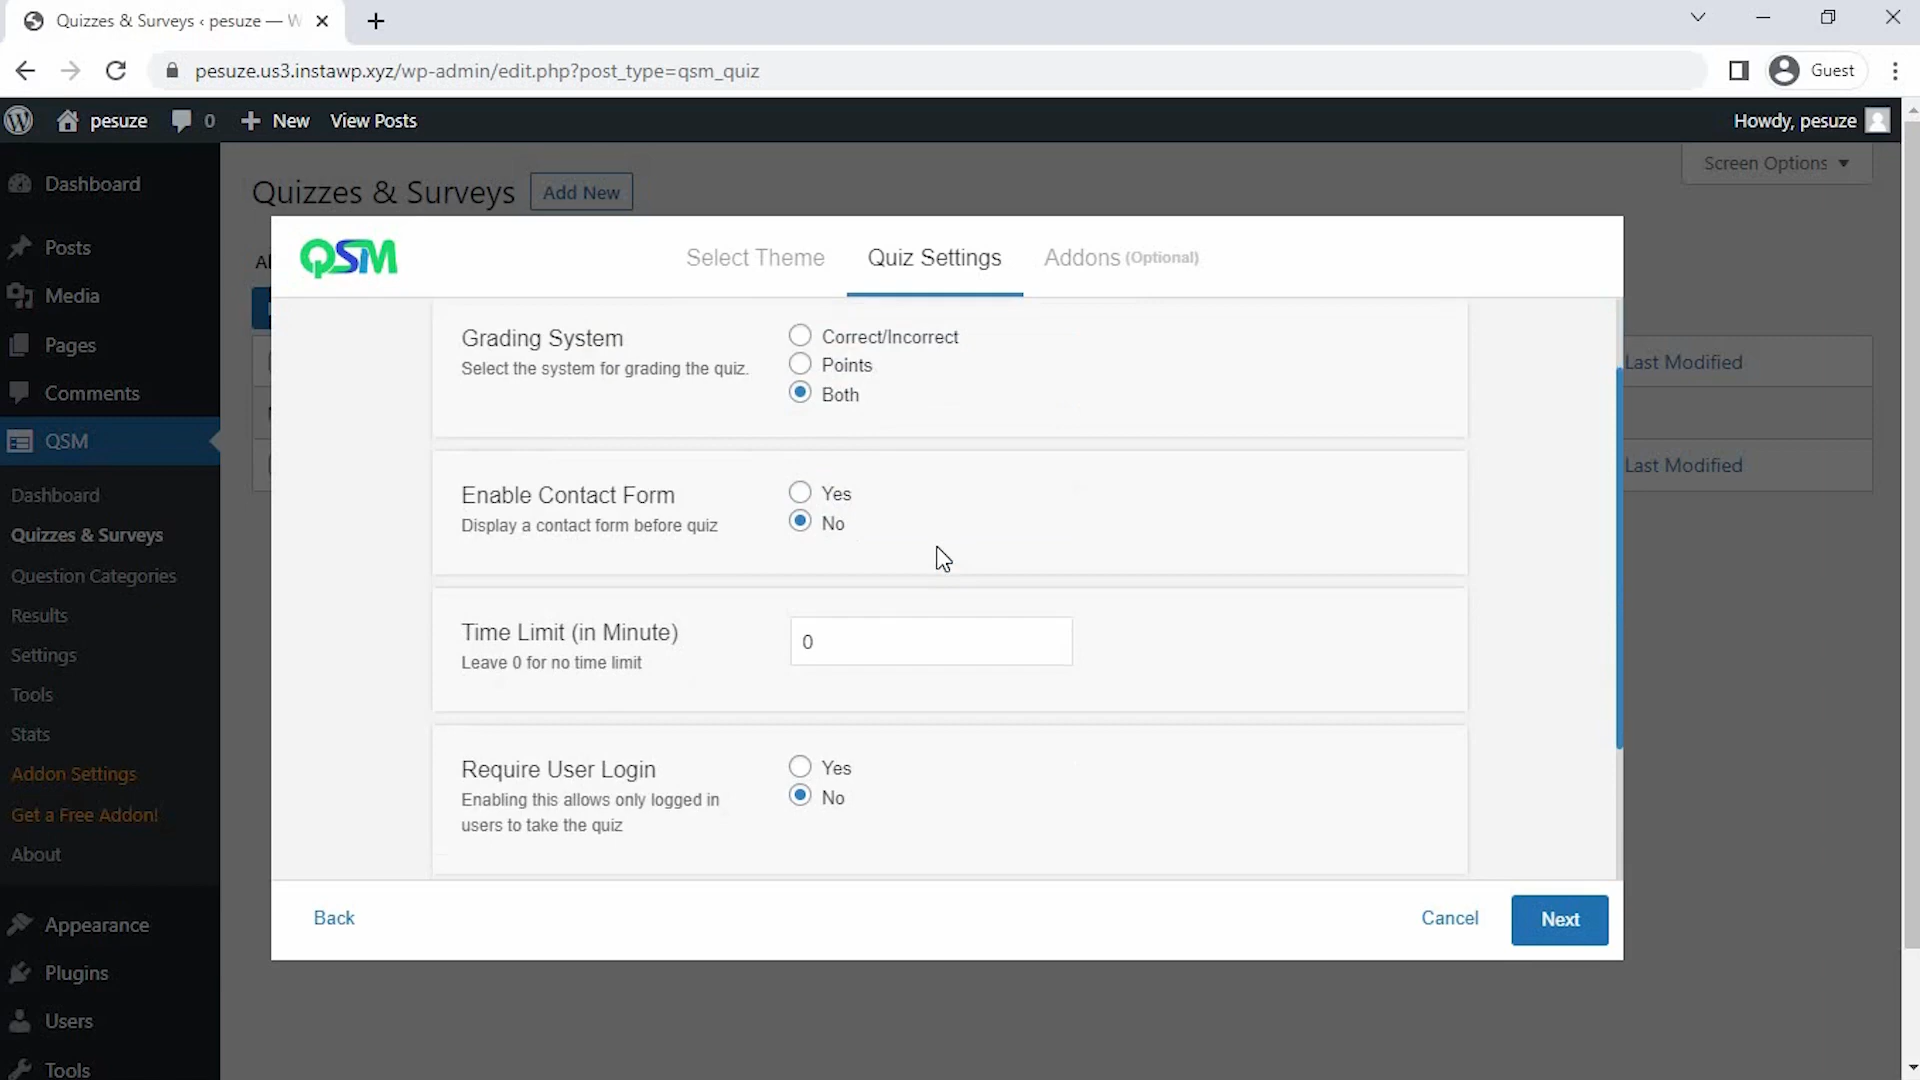 Quizzes & Surveys ‹ pesuze — W
pesuze.us3.instawp.xyz/wp-admin/edit.php?post_type=qsm_quiz
Guest
pesuze
0
New
View Posts
Howdy, pesuze
Screen Options
Dashboard
Posts
Media
Pages
Comments
QSM
Dashboard
Quizzes & Surveys
Question Categories
Results
Settings
Tools
Stats
Addon Settings
Get a Free Addon!
About
Appearance
Plugins
Users
Tools
Quizzes & Surveys
Add New
QSM
Select Theme
Quiz Settings
Addons (Optional)
Grading System
Select the system for grading the quiz.
Correct/Incorrect
Points
Both
Enable Contact Form
Display a contact form before quiz
Yes
No
Time Limit (in Minute)
Leave 0 for no time limit
0
Require User Login
Enabling this allows only logged in
users to take the quiz
Yes
No
Back
Cancel
Next
Last Modified
Last Modified